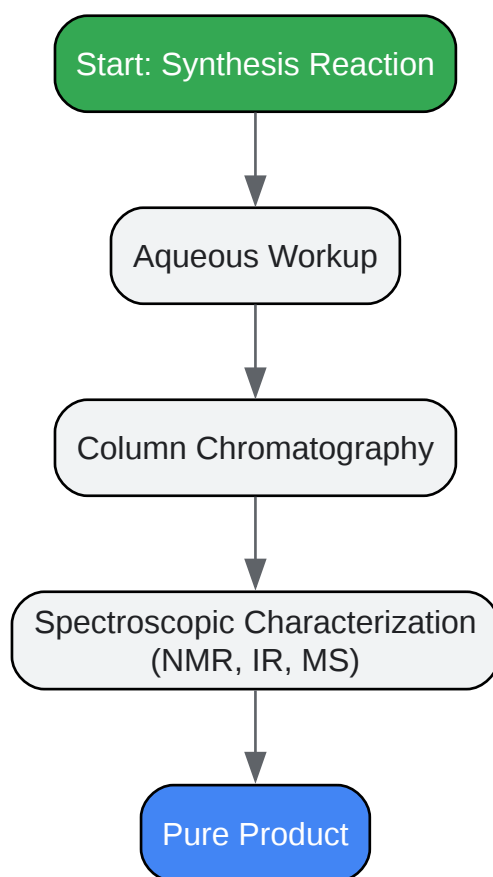 Start: Synthesis Reaction
Aqueous Workup
Column Chromatography
Spectroscopic Characterization
(NMR, IR, MS)
Pure Product